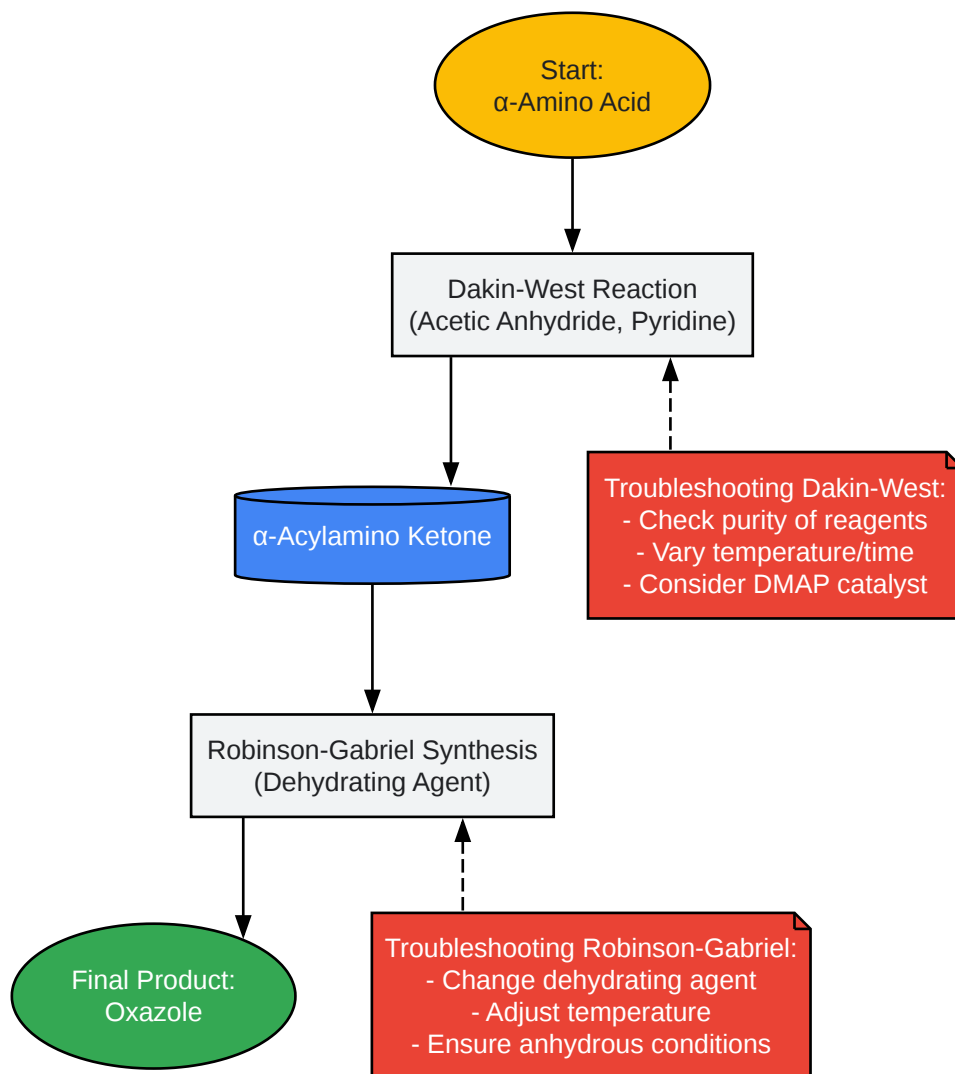 Start:
α-Amino Acid
Dakin-West Reaction
(Acetic Anhydride, Pyridine)
Troubleshooting Dakin-West:
- Check purity of reagents
- Vary temperature/time
- Consider DMAP catalyst
α-Acylamino Ketone
Robinson-Gabriel Synthesis
(Dehydrating Agent)
Troubleshooting Robinson-Gabriel:
- Change dehydrating agent
- Adjust temperature
- Ensure anhydrous conditions
Final Product:
Oxazole